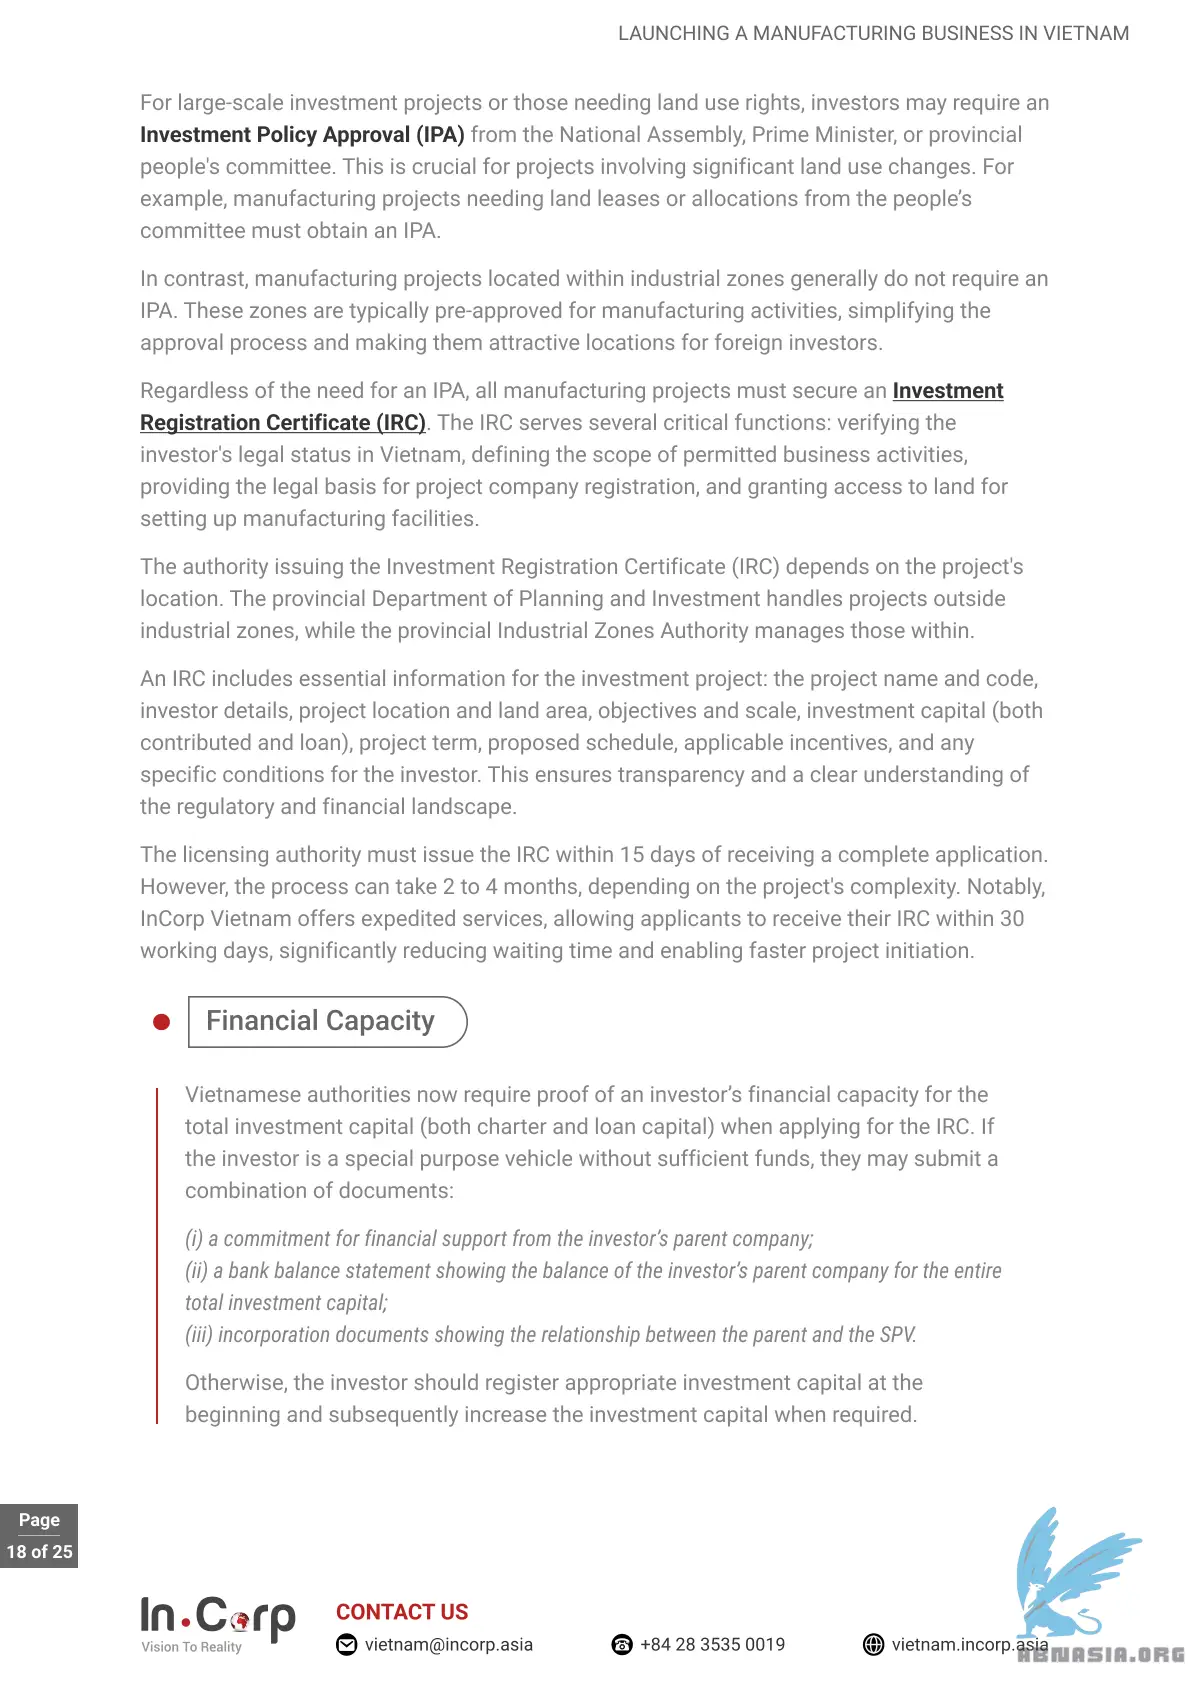 LAUNCHING A MANUFACTURING BUSINESS IN VIETNAM
For large-scale investment projects or those needing land use rights, investors may require an
Investment Policy Approval (IPA) from the National Assembly, Prime Minister, or provincial
people's committee. This is crucial for projects involving significant land use changes. For
example, manufacturing projects needing land leases or allocations from the people’s
committee must obtain an IPA.
In contrast, manufacturing projects located within industrial zones generally do not require an
IPA. These zones are typically pre-approved for manufacturing activities, simplifying the
approval process and making them attractive locations for foreign investors.
Regardless of the need for an IPA, all manufacturing projects must secure an Investment
Registration Certificate (IRC). The IRC serves several critical functions: verifying the
investor's legal status in Vietnam, defining the scope of permitted business activities,
providing the legal basis for project company registration, and granting access to land for
setting up manufacturing facilities.
The authority issuing the Investment Registration Certificate (IRC) depends on the project's
location. The provincial Department of Planning and Investment handles projects outside
industrial zones, while the provincial Industrial Zones Authority manages those within.
An IRC includes essential information for the investment project: the project name and code,
investor details, project location and land area, objectives and scale, investment capital (both
contributed and loan), project term, proposed schedule, applicable incentives, and any
specific conditions for the investor. This ensures transparency and a clear understanding of
the regulatory and financial landscape.
The licensing authority must issue the IRC within 15 days of receiving a complete application.
However, the process can take 2 to 4 months, depending on the project's complexity. Notably,
InCorp Vietnam offers expedited services, allowing applicants to receive their IRC within 30
working days, significantly reducing waiting time and enabling faster project initiation.
Financial Capacity
Vietnamese authorities now require proof of an investor’s financial capacity for the
total investment capital (both charter and loan capital) when applying for the IRC. If
the investor is a special purpose vehicle without sufficient funds, they may submit a
combination of documents:
(i) a commitment for financial support from the investor’s parent company;
(ii) a bank balance statement showing the balance of the investor’s parent company for the entire
total investment capital;
(iii) incorporation documents showing the relationship between the parent and the SPV.
Otherwise, the investor should register appropriate investment capital at the
beginning and subsequently increase the investment capital when required.
Page
18 of 25
In.Corp
Vision To Reality
CONTACT US
vietnam@incorp.asia
+84 28 3535 0019
vietnam.incorp.asia
ABNASIA.ORG